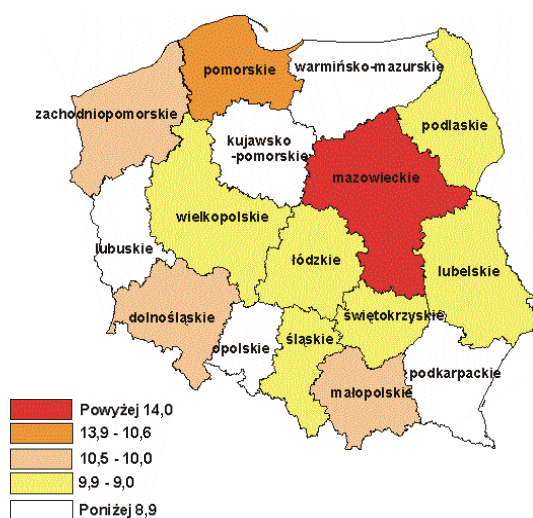 pomorskie
warmińsko-mazurskie
zachodniopomorskie
podlaskie
kujawsko
-pomorskie
mazowieckie
wielkopolskie
lubuskie
łódzkie
lubelskie
dolnośląskie
świętokrzyskie
opolskie
śląskie
podkarpackie
małopolskie
Powyżej 14,0
13,9 - 10,6
10,5 - 10,0
9,9 - 9,0
Poniżej 8,9